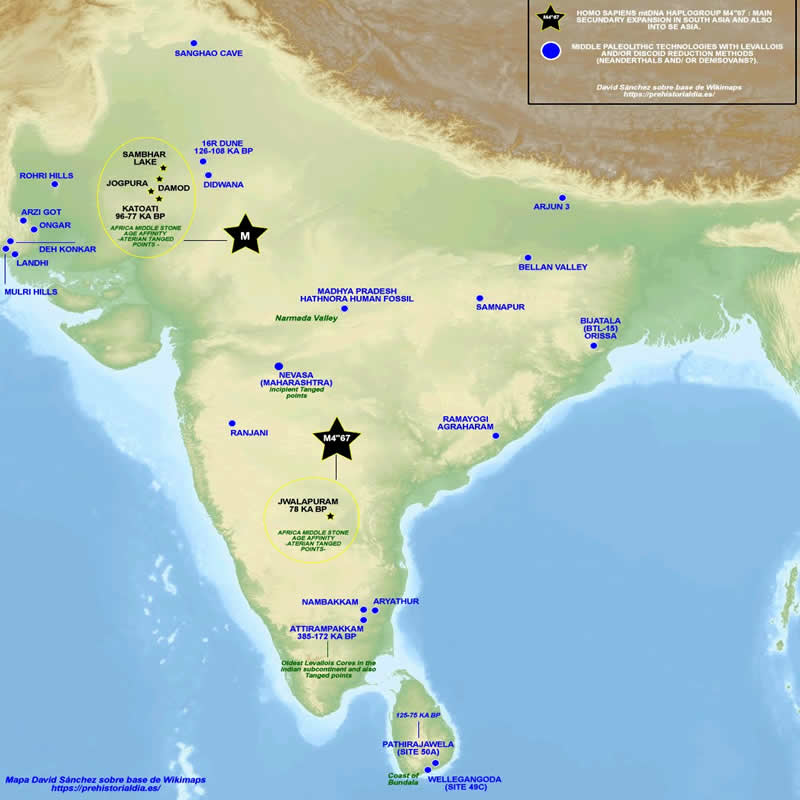 M4"67
HOMO SAPIENS mtDNA HAPLOGROUP M4"67 : MAIN
SECUNDARY EXPANSION IN SOUTH ASIA AND ALSO
INTO SE ASIA.
MIDDLE PALEOLITHIC TECHNOLOGIES WITH LEVALLOIS
AND/OR DISCOID REDUCTION METHODS
(NEANDERTHALS AND/ OR DENISOVANS?).
David Sánchez sobre base de Wikimaps
https://prehistorialdia.es/
SANGHAO CAVE
16R DUNE
126-108 KA BP
DIDWANA
SAMBHAR
LAKE
JOGPURA
DAMOD
KATOATI
96-77 KA BP
AFRICA MIDDLE STONE
AGE AFFINITY
-ATERIAN TANGED
POINTS -
M
ROHRI HILLS
ARZI GOT
ONGAR
DEH KONKAR
LANDHI
MULRI HILLS
ARJUN 3
BELLAN VALLEY
MADHYA PRADESH
HATHNORA HUMAN FOSSIL
Narmada Valley
SAMNAPUR
BIJATALA
(BTL-15)
ORISSA
NEVASA
(MAHARASHTRA)
incipient Tanged
points
RANJANI
M4"67
RAMAYOGI
AGRAHARAM
JWALAPURAM
78 KA BP
AFRICA MIDDLE STONE
AGE AFFINITY
-ATERIAN TANGED
POINTS-
NAMBAKKAM
ARYATHUR
ATTIRAMPAKKAM
385-172 KA BP
Oldest Levallois Cores in the
indian subcontinent and also
Tanged points
125-75 KA BP
PATHIRAJAWELA
(SITE 50A)
Coast of
Bundala
WELLEGANGODA
(SITE 49C)
Mapa David Sánchez sobre base de Wikimaps
https://prehistorialdia.es/